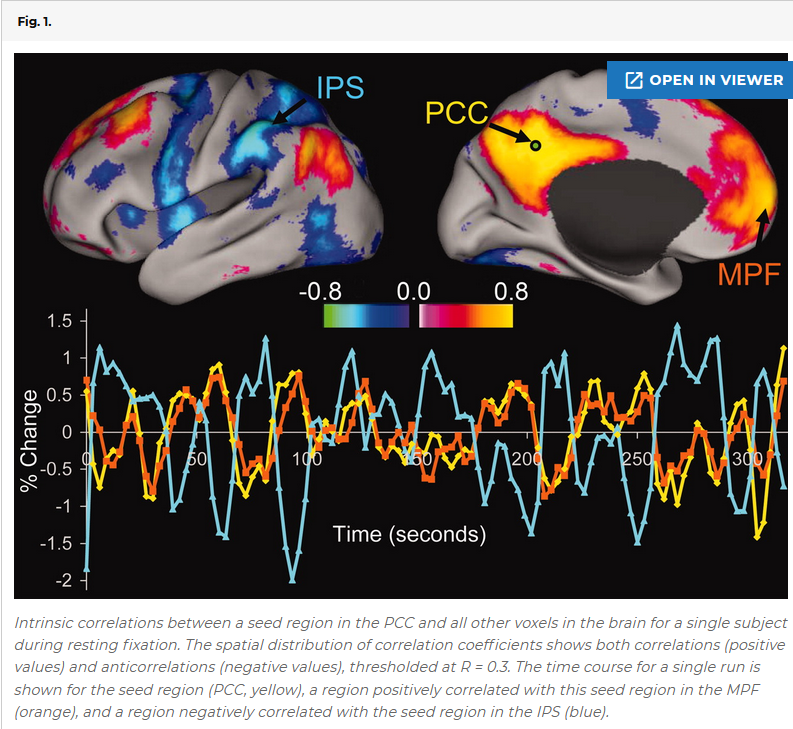 Fig. 1.
OPEN IN VIEWER
IPS
PCC
MPF
-0.8 0.0 0.8
1.5
1
0.5
0
-0.5
-1
-1.5
-2
% Change
0 50 100 150 200 250 300
Time (seconds)
Intrinsic correlations between a seed region in the PCC and all other voxels in the brain for a single subject
during resting fixation. The spatial distribution of correlation coefficients shows both correlations (positive
values) and anticorrelations (negative values), thresholded at R = 0.3. The time course for a single run is
shown for the seed region (PCC, yellow), a region positively correlated with this seed region in the MPF
(orange), and a region negatively correlated with the seed region in the IPS (blue).